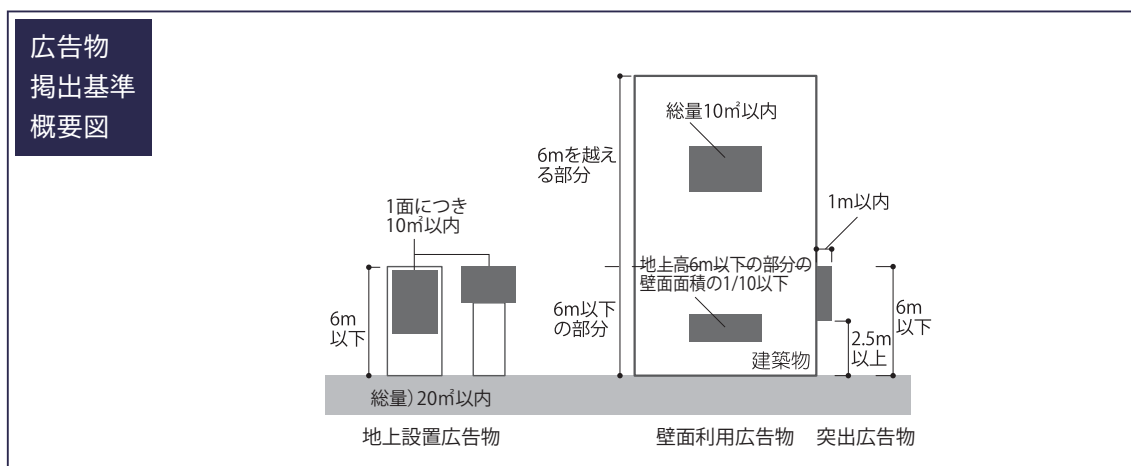 広告物
掲出基準
概要図
1面につき
10㎡以内
6m
以下
総量)20㎡以内
地上設置広告物
6mを越え
る部分
総量10㎡以内
6m以下
の部分
地上高6m以下の部分の
壁面面積の1/10以下
建築物
壁面利用広告物
1m以内
2.5m
以上
6m
以下
突出広告物